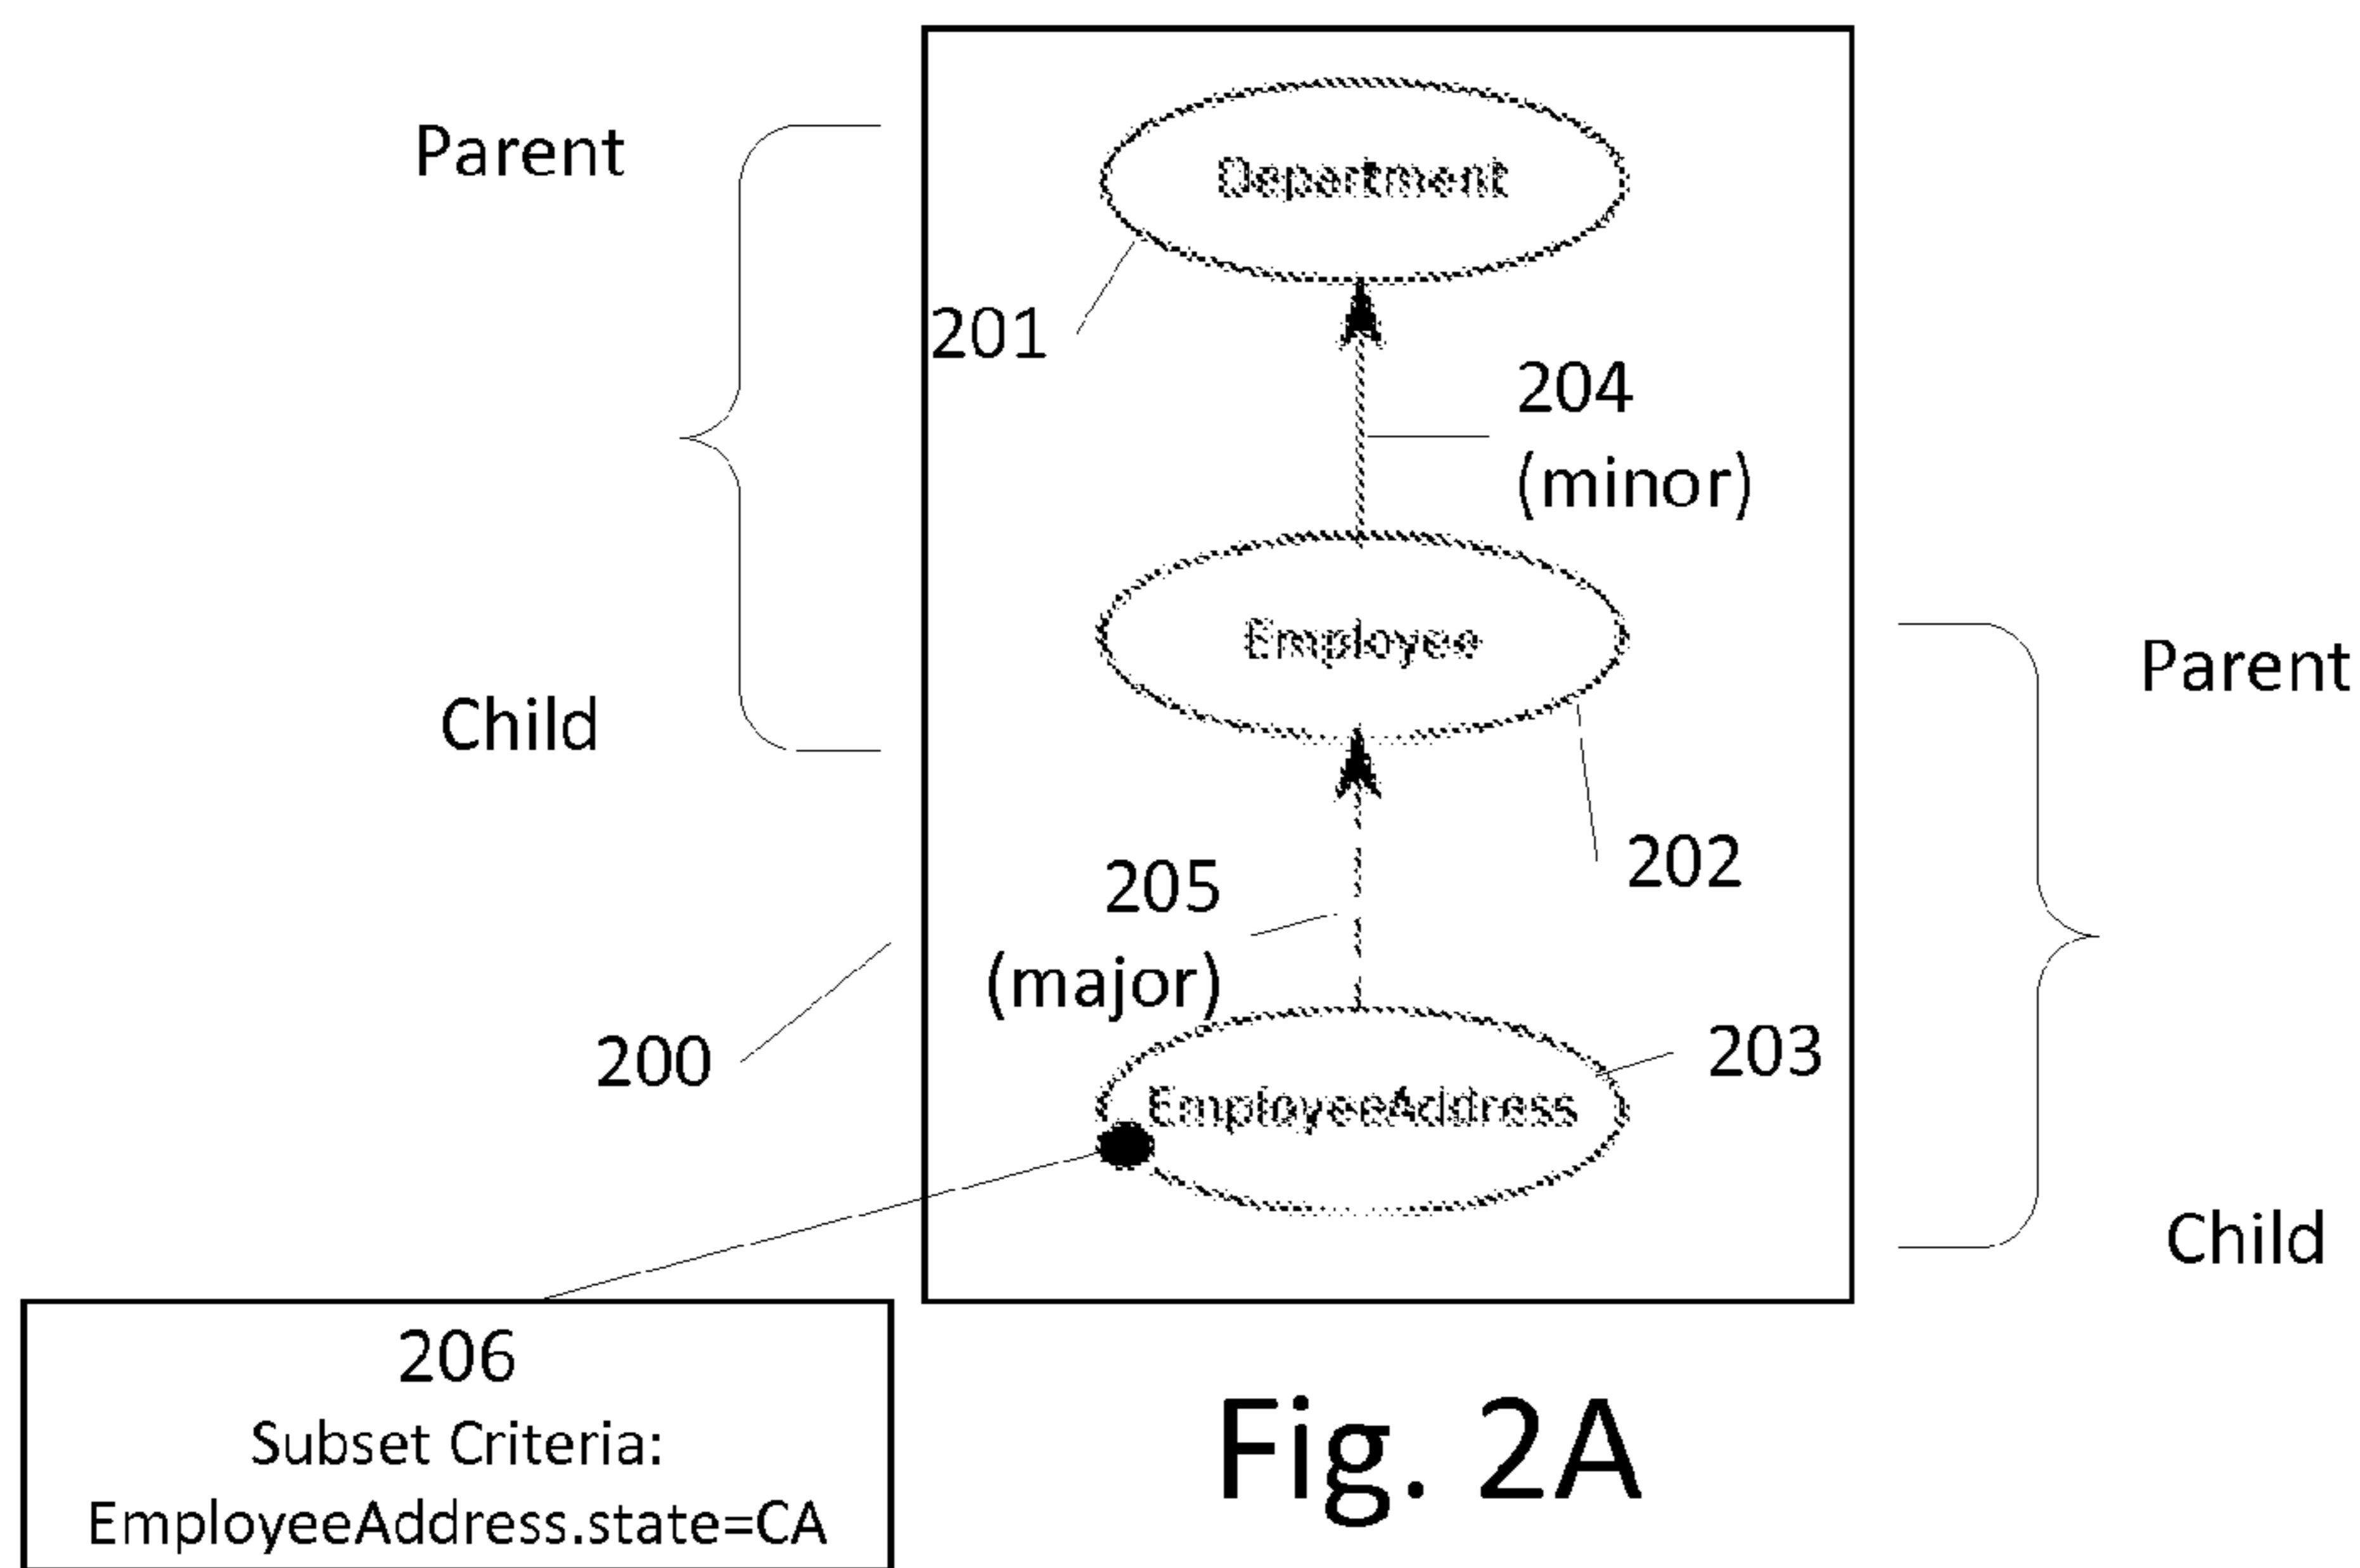 Parent
Department
201
204
(minor)
Employee
Parent
Child
202
205
(major)
200
203
EmployeeAddress
Child
206
Subset Criteria:
EmployeeAddress.state=CA
Fig. 2A